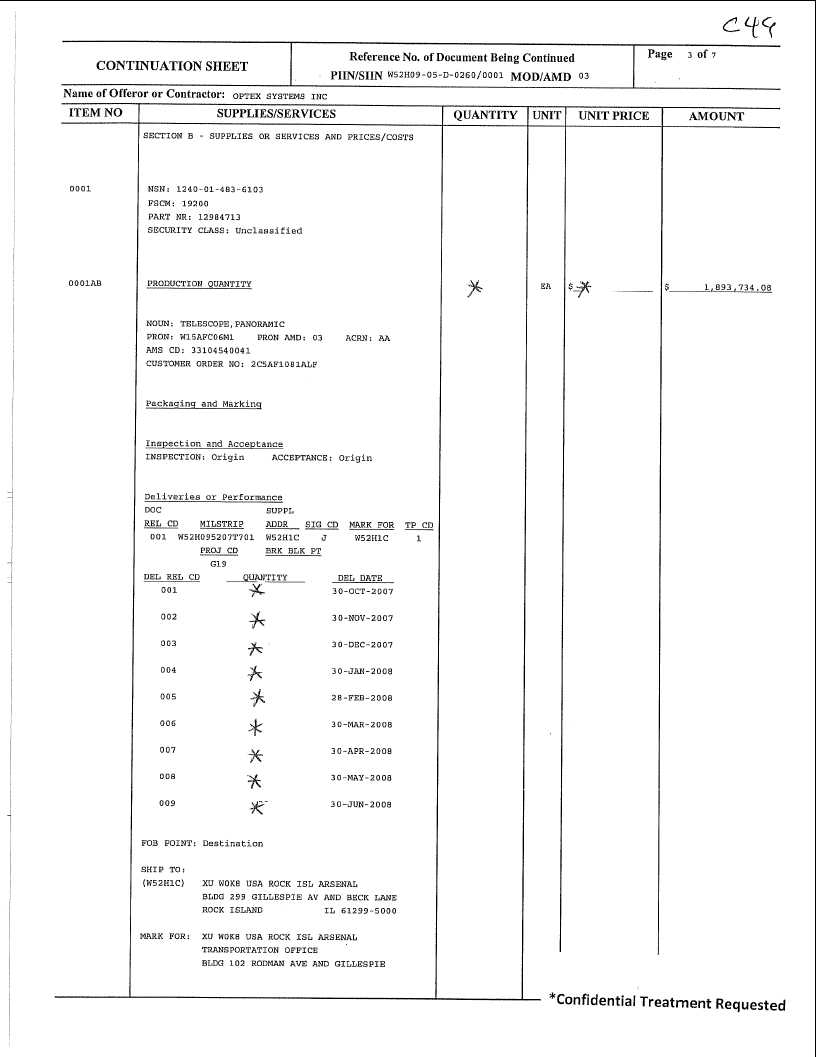 C49
CONTINUATION SHEET
Reference No. of Document Being Continued
PIIN/SIIN W52H09-05-D-0260/0001 MOD/AMD 03
Page 3 of 7
Name of Offeror or Contractor: OPTEX SYSTEMS INC
ITEM NO SUPPLIES/SERVICES QUANTITY UNIT UNIT PRICE AMOUNT
SECTION B - SUPPLIES OR SERVICES AND PRICES/COSTS
0001 NSN: 1240-01-483-6103
FSCM: 19200
PART NR: 12984713
SECURITY CLASS: Unclassified
0001AB PRODUCTION QUANTITY * EA $ * $ 1,893,734.08
NOUN: TELESCOPE,PANORAMIC
PRON: W15AFC06M1 PRON AMD: 03 ACRN: AA
AMS CD: 33104540041
CUSTOMER ORDER NO: 2C5AF1081ALF
Packaging and Marking
Inspection and Acceptance
INSPECTION: Origin ACCEPTANCE: Origin
Deliveries or Performance
DOC SUPPL
REL CD MILSTRIP ADDR SIG CD MARK FOR TP CD
001 W52H095207T701 W52H1C J W52H1C 1
PROJ CD BRK BLK PT
G19
DEL REL CD QUANTITY DEL DATE
001 * 30-OCT-2007
002 * 30-NOV-2007
003 * 30-DEC-2007
004 * 30-JAN-2008
005 * 28-FEB-2008
006 * 30-MAR-2008
007 * 30-APR-2008
008 * 30-MAY-2008
009 * 30-JUN-2008
FOB POINT: Destination
SHIP TO:
(W52H1C) XU W0K8 USA ROCK ISL ARSENAL
BLDG 299 GILLESPIE AV AND BECK LANE
ROCK ISLAND IL 61299-5000
MARK FOR: XU W0K8 USA ROCK ISL ARSENAL
TRANSPORTATION OFFICE
BLDG 102 RODMAN AVE AND GILLESPIE
*Confidential Treatment Requested